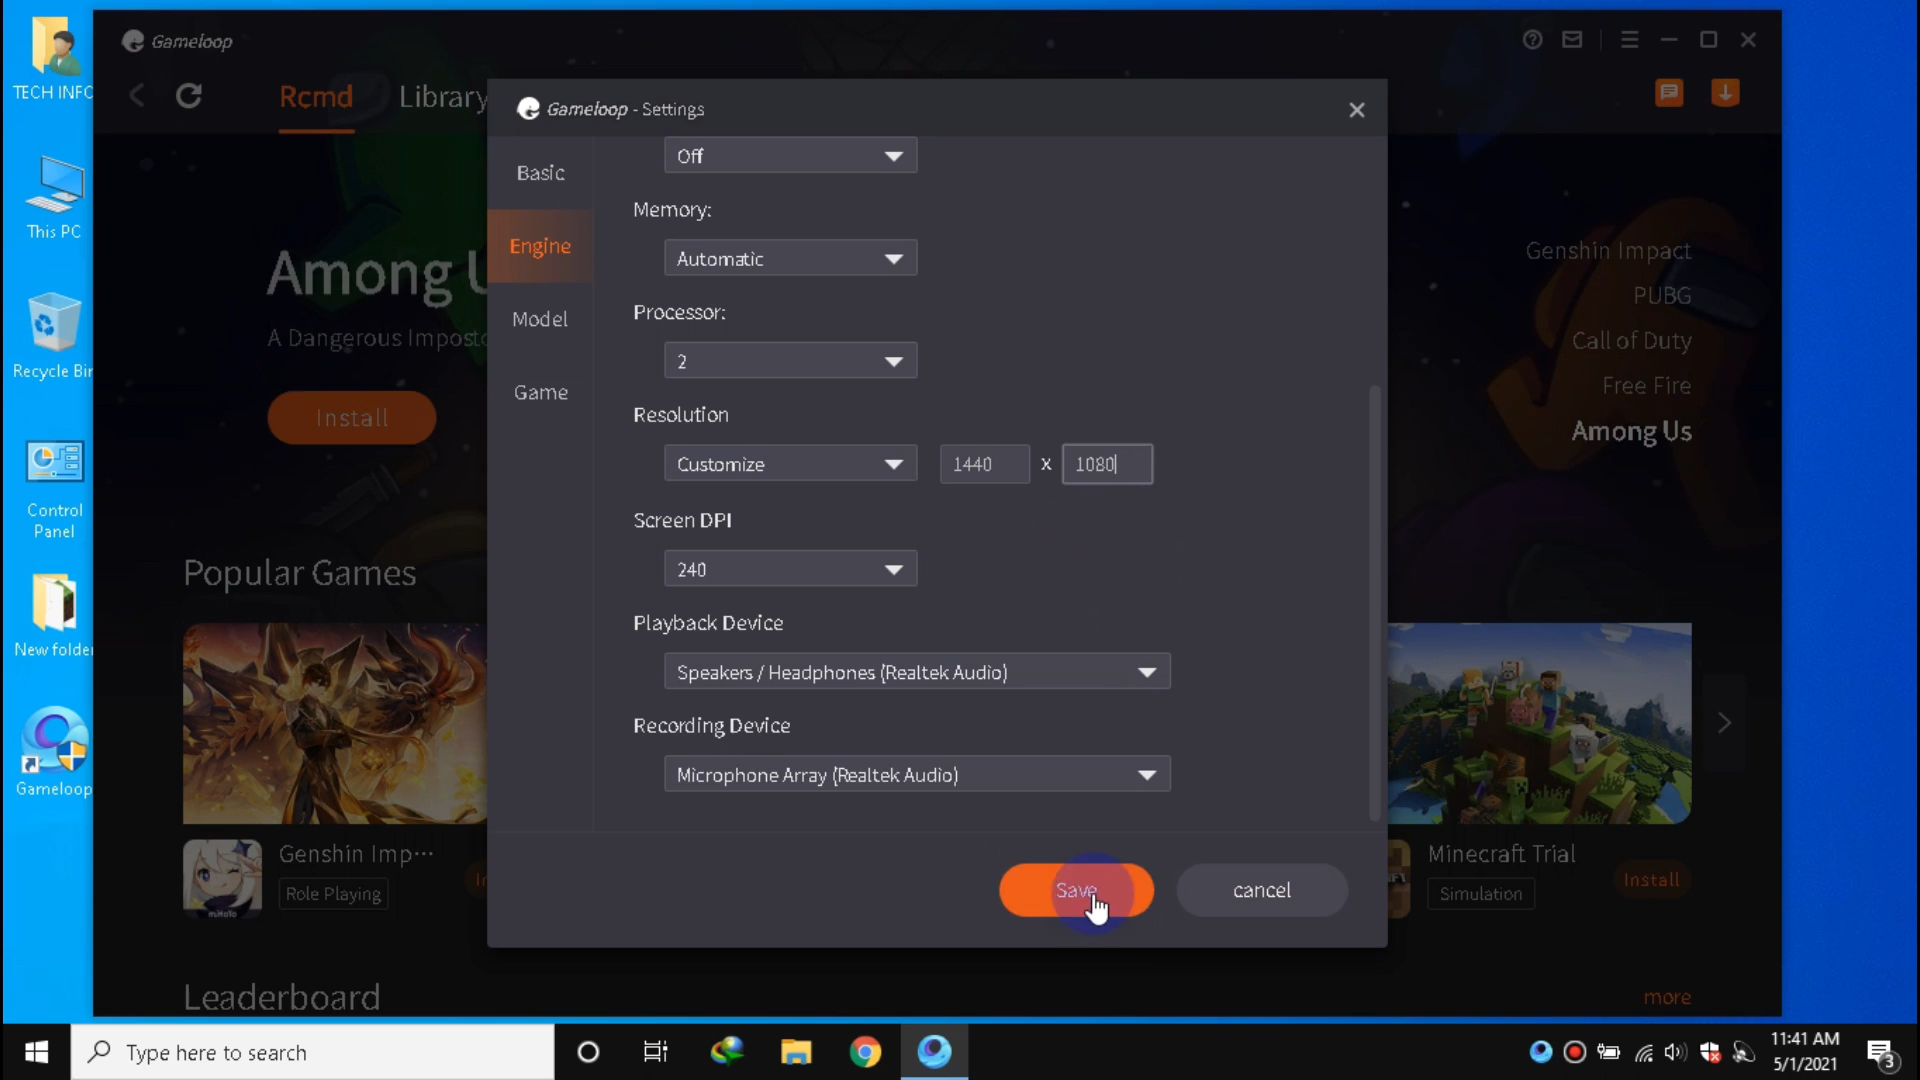 TECH INFO
This PC
Recycle Bin
Control
Panel
New folder
Gameloop
Gameloop
Rcmd
Library
Among U
A Dangerous Imposto
Install
Popular Games
Genshin Imp···
Role Playing
In
Leaderboard
Gameloop - Settings
Basic
Engine
Model
Game
Off
Memory:
Automatic
Processor:
2
Resolution
Customize
1440
x
1080
Screen DPI
240
Playback Device
Speakers / Headphones (Realtek Audio)
Recording Device
Microphone Array (Realtek Audio)
Save
cancel
Genshin Impact
PUBG
Call of Duty
Free Fire
Among Us
Minecraft Trial
Simulation
Install
more
Type here to search
11:41 AM
5/1/2021
3